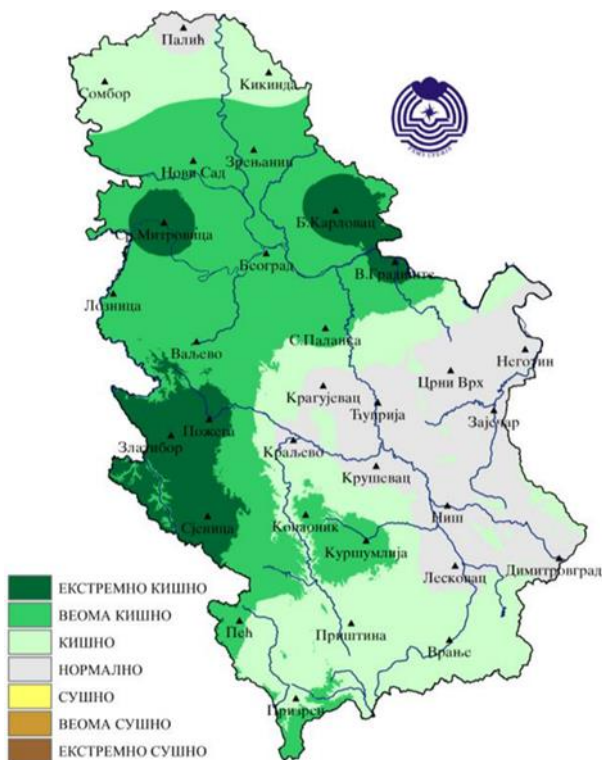 Палић
Сомбор
Кикинда
Зрењанин
Нови Сад
Б.Карловац
Ср.Митровица
Београд
В.Градиште
Лозница
С.Паланка
Ваљево
Неготин
Црни Врх
Крагујевац
Ћуприја
Зајечар
Пожега
Златибор
Краљево
Крушевац
Ниш
Сјеница
Копаоник
Куршумлија
Димитровград
Лесковац
Пећ
Приштина
Врање
Призрен
ЕКСТРЕМНО КИШНО
ВЕОМА КИШНО
КИШНО
НОРМАЛНО
СУШНО
ВЕОМА СУШНО
ЕКСТРЕМНО СУШНО